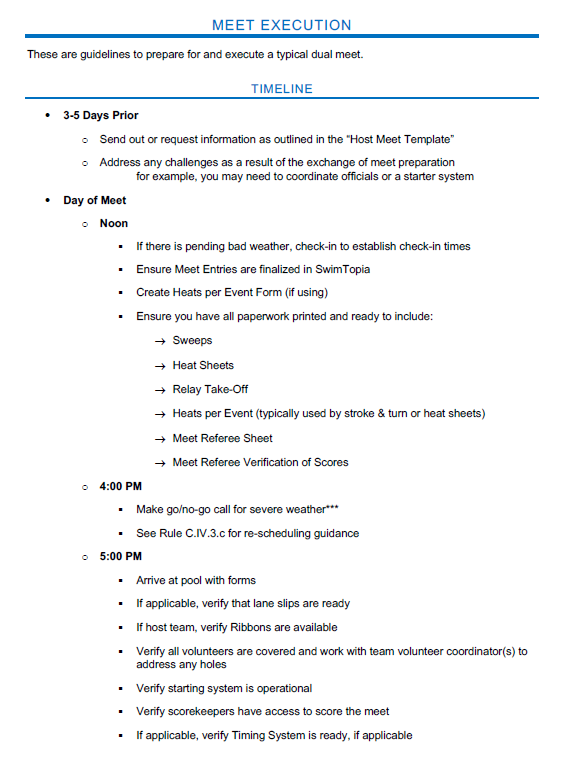 MEET EXECUTION
These are guidelines to prepare for and execute a typical dual meet.
TIMELINE
• 3-5 Days Prior
o Send out or request information as outlined in the “Host Meet Template”
o Address any challenges as a result of the exchange of meet preparation
for example, you may need to coordinate officials or a starter system
• Day of Meet
o Noon
▪ If there is pending bad weather, check-in to establish check-in times
▪ Ensure Meet Entries are finalized in SwimTopia
▪ Create Heats per Event Form (if using)
▪ Ensure you have all paperwork printed and ready to include:
→ Sweeps
→ Heat Sheets
→ Relay Take-Off
→ Heats per Event (typically used by stroke & turn or heat sheets)
→ Meet Referee Sheet
→ Meet Referee Verification of Scores
o 4:00 PM
▪ Make go/no-go call for severe weather***
▪ See Rule C.IV.3.c for re-scheduling guidance
o 5:00 PM
▪ Arrive at pool with forms
▪ If applicable, verify that lane slips are ready
▪ If host team, verify Ribbons are available
▪ Verify all volunteers are covered and work with team volunteer coordinator(s) to
address any holes
▪ Verify starting system is operational
▪ Verify scorekeepers have access to score the meet
▪ If applicable, verify Timing System is ready, if applicable